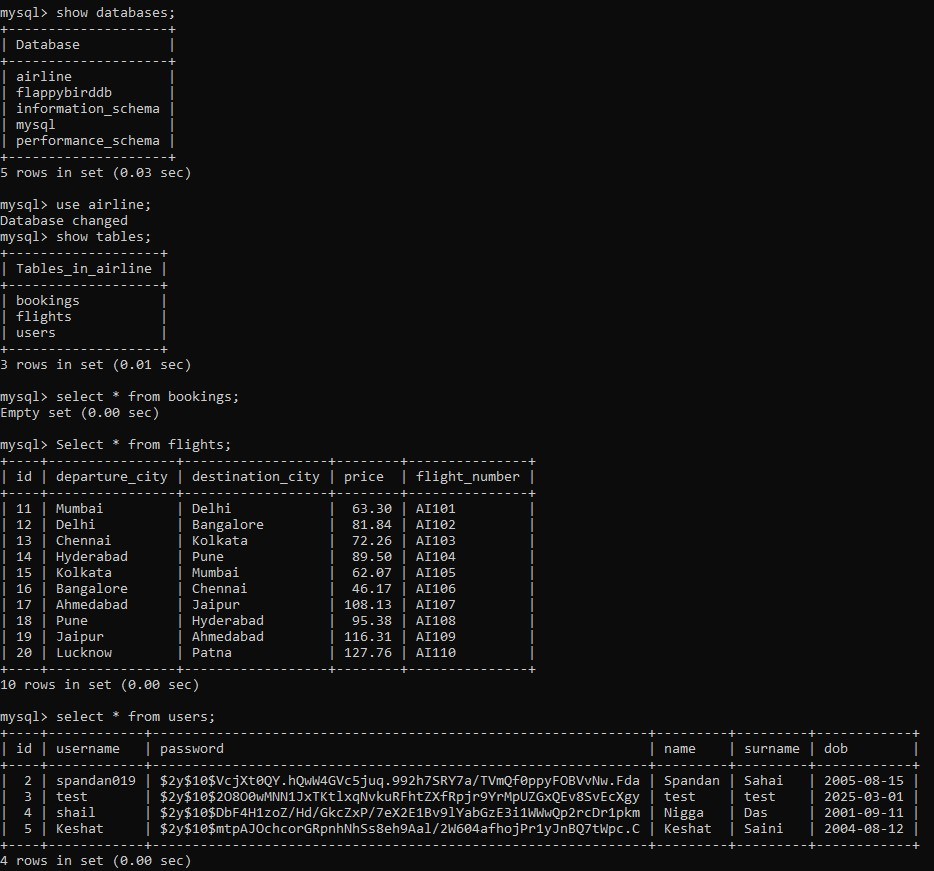 mysql> show databases;
+--------------------+
| Database           |
+--------------------+
| airline            |
| flappybirddb       |
| information_schema |
| mysql              |
| performance_schema |
+--------------------+
5 rows in set (0.03 sec)
mysql> use airline;
Database changed
mysql> show tables;
+-------------------+
| Tables_in_airline |
+-------------------+
| bookings          |
| flights           |
| users             |
+-------------------+
3 rows in set (0.01 sec)
mysql> select * from bookings;
Empty set (0.00 sec)
mysql> Select * from flights;
+----+----------------+------------------+--------+---------------+
| id | departure_city | destination_city | price  | flight_number |
+----+----------------+------------------+--------+---------------+
| 11 | Mumbai         | Delhi            |  63.30 | AI101         |
| 12 | Delhi          | Bangalore        |  81.84 | AI102         |
| 13 | Chennai        | Kolkata          |  72.26 | AI103         |
| 14 | Hyderabad      | Pune             |  89.50 | AI104         |
| 15 | Kolkata        | Mumbai           |  62.07 | AI105         |
| 16 | Bangalore      | Chennai          |  46.17 | AI106         |
| 17 | Ahmedabad      | Jaipur           | 108.13 | AI107         |
| 18 | Pune           | Hyderabad        |  95.38 | AI108         |
| 19 | Jaipur         | Ahmedabad        | 116.31 | AI109         |
| 20 | Lucknow        | Patna            | 127.76 | AI110         |
+----+----------------+------------------+--------+---------------+
10 rows in set (0.00 sec)
mysql> select * from users;
+----+------------+--------------------------------------------------------------+---------+---------+------------+
| id | username   | password                                                     | name    | surname | dob        |
+----+------------+--------------------------------------------------------------+---------+---------+------------+
|  2 | spandan019 | $2y$10$VcjXt0QY.hQwW4GVc5juq.992h7SRY7a/TVmQf0ppyFOBVvNw.Fda | Spandan | Sahai   | 2005-08-15 |
|  3 | test       | $2y$10$2O8O0wMNN1JxTKtlxqNvkuRFhtZXfRpjr9YrMpUZGxQEv8SvEcXgy | test    | test    | 2025-03-01 |
|  4 | shail      | $2y$10$DbF4H1zoZ/Hd/GkcZxP/7eX2E1Bv9lYabGzE3i1WWwQp2rcDr1pkm | Nigga   | Das     | 2001-09-11 |
|  5 | Keshat     | $2y$10$mtpAJOchcorGRpnhNhSs8eh9Aal/2W604afhojPr1yJnBQ7tWpc.C | Keshat  | Saini   | 2004-08-12 |
+----+------------+--------------------------------------------------------------+---------+---------+------------+
4 rows in set (0.00 sec)